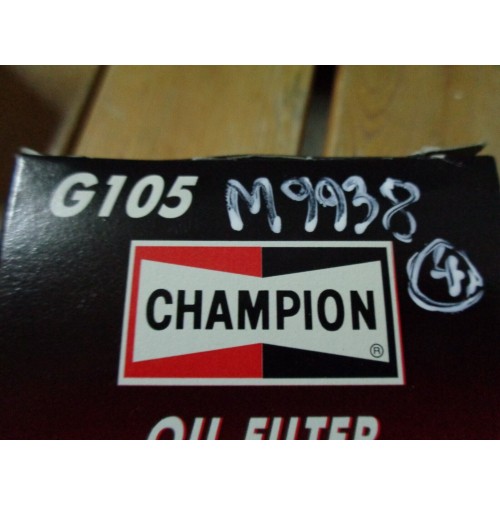 G105 M9938
CHAMPION
®
OIL FILTER